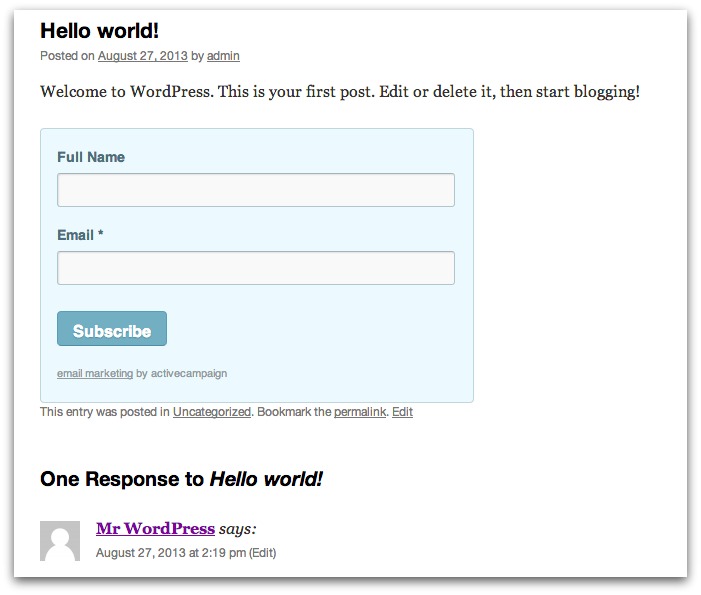 Hello world!
Posted on August 27, 2013 by admin
Welcome to WordPress. This is your first post. Edit or delete it, then start blogging!
Full Name
Email *
Subscribe
email marketing by activecampaign
This entry was posted in Uncategorized. Bookmark the permalink. Edit
One Response to Hello world!
Mr WordPress says:
August 27, 2013 at 2:19 pm (Edit)